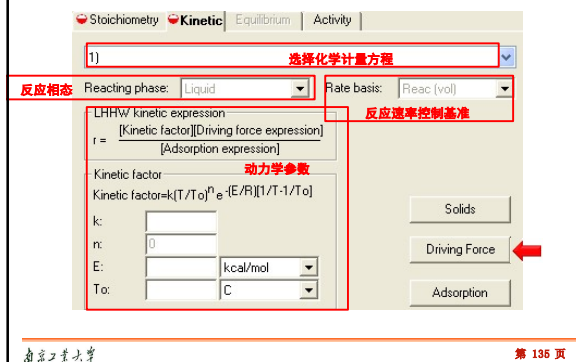 Stoichiometry Kinetic Equilibrium Activity
1) 选择化学计量方程
反应相态 Reacting phase: Liquid Rate basis: Reac (vol)
反应速率控制基准
LHHW kinetic expression
r = [Kinetic factor][Driving force expression]
[Adsorption expression]
动力学参数
Kinetic factor
Kinetic factor=k(T/To)n e -(E/R)[1/T-1/To]
k:
n: 0
E: kcal/mol
To: C
Solids
Driving Force
Adsorption
南京工业大学 第 135 页